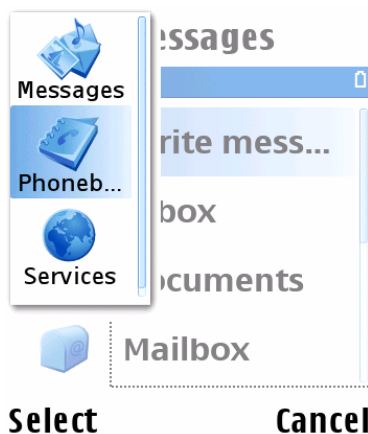 essages
Messages
rite mess...
Phoneb...
box
Services
ocuments
Mailbox
Select Cancel